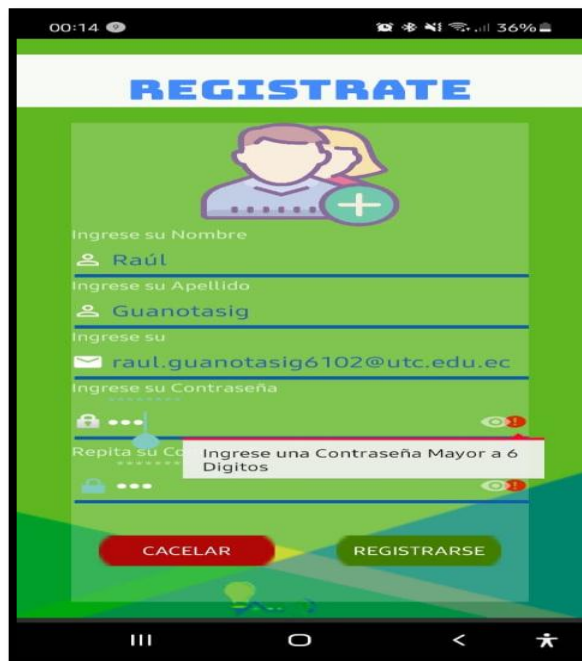 00:14
36%
REGISTRATE
Ingrese su Nombre
Raúl
Ingrese su Apellido
Guanotasig
Ingrese su
raul.guanotasig6102@utc.edu.ec
Ingrese su Contraseña
•••
Repita su Co
Ingrese una Contraseña Mayor a 6
Digitos
•••
CACELAR
REGISTRARSE